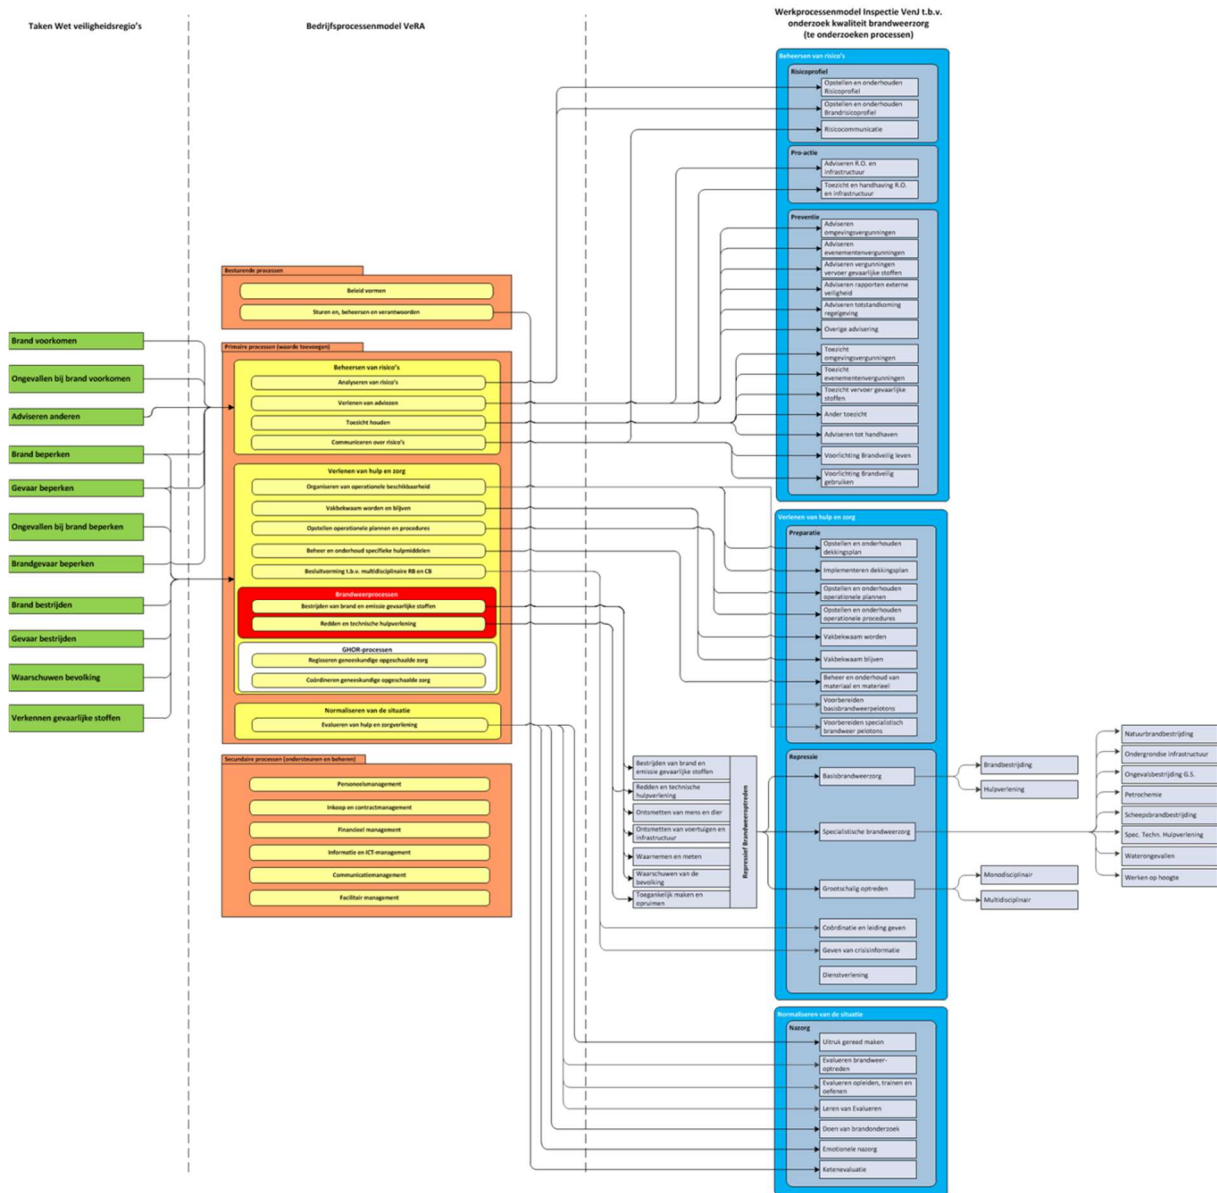 Taken Wet veiligheidsregio's
Bedrijfsprocessenmodel VeRA
Werkprocessenmodel Inspectie VenJ t.b.v.
onderzoek kwaliteit brandweerzorg
(te onderzoeken processen)
Brand voorkomen
Ongevallen bij brand voorkomen
Adviseren anderen
Brand beperken
Gevaar beperken
Ongevallen bij brand beperken
Brandgevaar beperken
Brand bestrijden
Gevaar bestrijden
Waarschuwen bevolking
Verkennen gevaarlijke stoffen
Besturende processen
Beleid vormen
Sturen en, beheersen en verantwoorden
Primaire processen (waarde toevoegen)
Beheersen van risico's
Analyseren van risico's
Verlenen van adviezen
Toezicht houden
Communiceren over risico's
Verlenen van hulp en zorg
Organiseren van operationele beschikbaarheid
Vakbekwaam worden en blijven
Opstellen operationele plannen en procedures
Beheer en onderhoud specifieke hulpmiddelen
Besluitvorming t.b.v. multidisciplinaire RB en CB
Brandweerprocessen
Bestrijden van brand en emissie gevaarlijke stoffen
Redden en technische hulpverlening
GHOR-processen
Regisseren geneeskundige opgeschaalde zorg
Coördineren geneeskundige opgeschaalde zorg
Normaliseren van de situatie
Evalueren van hulp en zorgverlening
Secundaire processen (ondersteunen en beheren)
Personeelsmanagement
Inkoop en contractmanagement
Financieel management
Informatie en ICT-management
Communicatiemanagement
Facilitair management
Bestrijden van brand en
emissie gevaarlijke stoffen
Redden en technische
hulpverlening
Ontsmetten van mens en dier
Ontsmetten van voertuigen en
infrastructuur
Waarnemen en meten
Waarschuwen van de
bevolking
Toegankelijk maken en
opruimen
Repressief Brandweeroptreden
Beheersen van risico's
Risicoprofiel
Opstellen en onderhouden
Risicoprofiel
Opstellen en onderhouden
Brandrisicoprofiel
Risicocommunicatie
Pro-actie
Adviseren R.O. en
infrastructuur
Toezicht en handhaving R.O.
en infrastructuur
Preventie
Adviseren
omgevingsvergunningen
Adviseren
evenementenvergunningen
Adviseren vergunningen
vervoer gevaarlijke stoffen
Adviseren rapporten externe
veiligheid
Adviseren totstandkoming
regelgeving
Overige advisering
Toezicht
omgevingsvergunningen
Toezicht
evenementenvergunningen
Toezicht vervoer gevaarlijke
stoffen
Ander toezicht
Adviseren tot handhaven
Voorlichting Brandveilig leven
Voorlichting Brandveilig
gebruiken
Verlenen van hulp en zorg
Preparatie
Opstellen en onderhouden
dekkingsplan
Implementeren dekkingsplan
Opstellen en onderhouden
operationele plannen
Opstellen en onderhouden
operationele procedures
Vakbekwaam worden
Vakbekwaam blijven
Beheer en onderhoud van
materiaal en materieel
Voorbereiden
basisbrandweerpelotons
Voorbereiden specialistisch
brandweer pelotons
Repressie
Basisbrandweerzorg
Specialistische brandweerzorg
Grootschalig optreden
Coördinatie en leiding geven
Geven van crisisinformatie
Dienstverlening
Brandbestrijding
Hulpverlening
Monodisciplinair
Multidisciplinair
Natuurbrandbestrijding
Ondergrondse infrastructuur
Ongevalsbestrijding G.S.
Petrochemie
Scheepsbrandbestrijding
Spec. Techn. Hulpverlening
Waterongevallen
Werken op hoogte
Normaliseren van de situatie
Nazorg
Uitruk gereed maken
Evalueren brandweer-
optreden
Evalueren opleiden, trainen en
oefenen
Leren van Evalueren
Doen van brandonderzoek
Emotionele nazorg
Ketenevaluatie